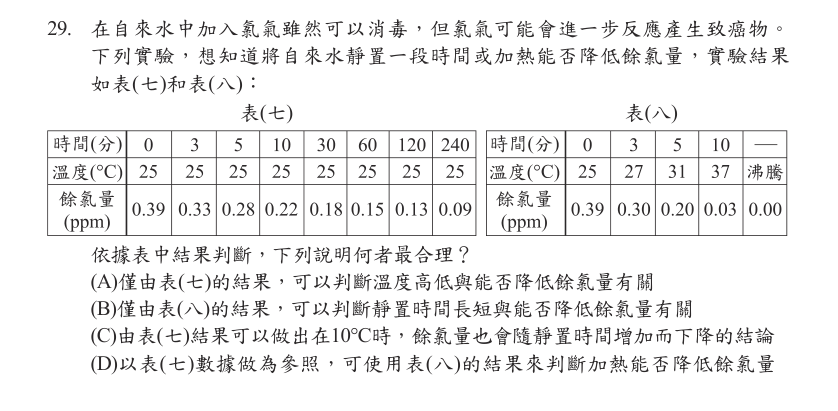 29. 在自來水中加入氯氣雖然可以消毒，但氯氣可能會進一步反應產生致癌物。
下列實驗，想知道將自來水靜置一段時間或加熱能否降低餘氯量，實驗結果
如表(七)和表(八)：
表(七)
時間(分) 0 3 5 10 30 60 120 240
溫度(°C) 25 25 25 25 25 25 25 25
餘氯量
(ppm) 0.39 0.33 0.28 0.22 0.18 0.15 0.13 0.09
表(八)
時間(分) 0 3 5 10 —
溫度(°C) 25 27 31 37 沸騰
餘氯量
(ppm) 0.39 0.30 0.20 0.03 0.00
依據表中結果判斷，下列說明何者最合理？
(A)僅由表(七)的結果，可以判斷溫度高低與能否降低餘氯量有關
(B)僅由表(八)的結果，可以判斷靜置時間長短與能否降低餘氯量有關
(C)由表(七)結果可以做出在10°C時，餘氯量也會隨靜置時間增加而下降的結論
(D)以表(七)數據做為參照，可使用表(八)的結果來判斷加熱能否降低餘氯量